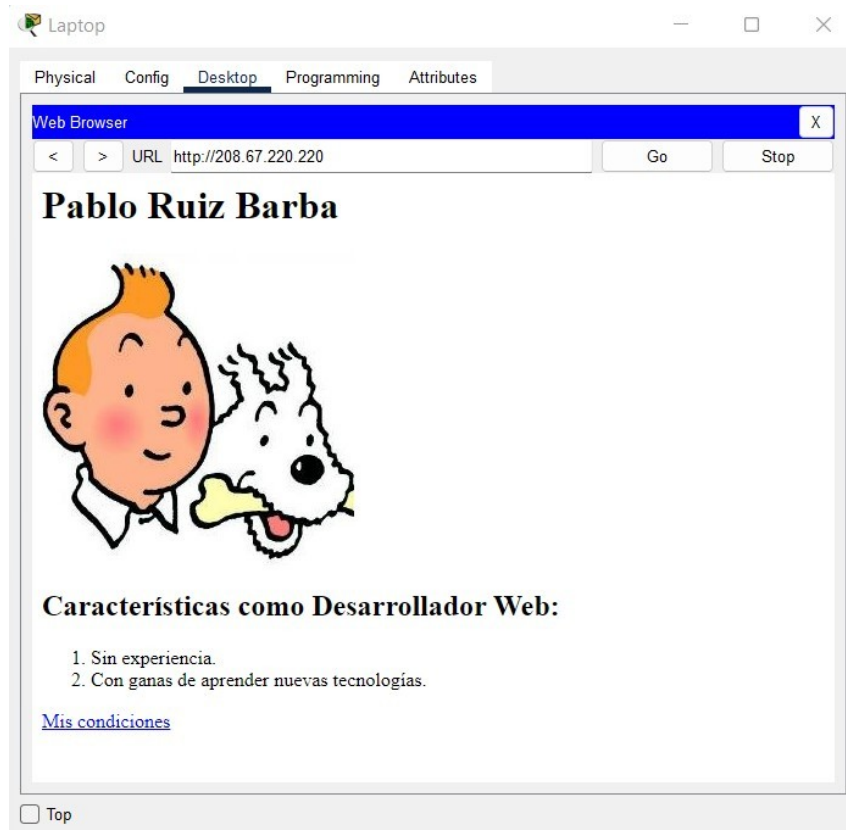 Laptop
Physical Config Desktop Programming Attributes
Web Browser X
< > URL http://208.67.220.220 Go Stop
Pablo Ruiz Barba
Características como Desarrollador Web:
1. Sin experiencia.
2. Con ganas de aprender nuevas tecnologías.
Mis condiciones
Top